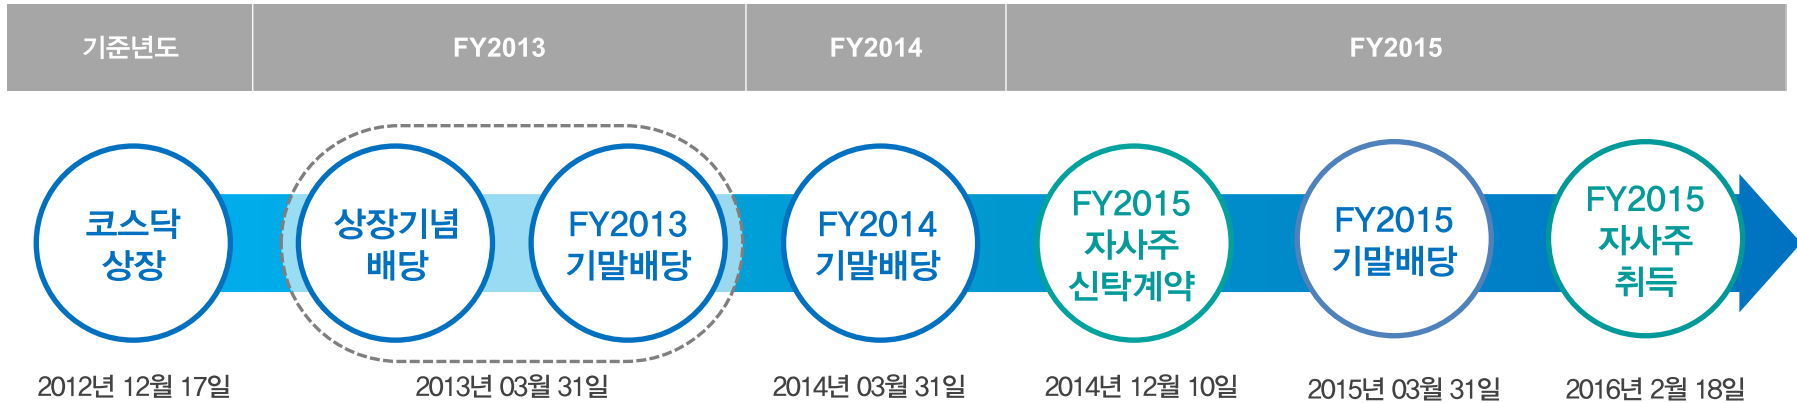 기준년도
FY2013
FY2014
FY2015
코스닥
상장
상장기념
배당
FY2013
기말배당
FY2014
기말배당
FY2015
자사주
신탁계약
FY2015
기말배당
FY2015
자사주
취득
2012년 12월 17일
2013년 03월 31일
2014년 03월 31일
2014년 12월 10일
2015년 03월 31일
2016년 2월 18일